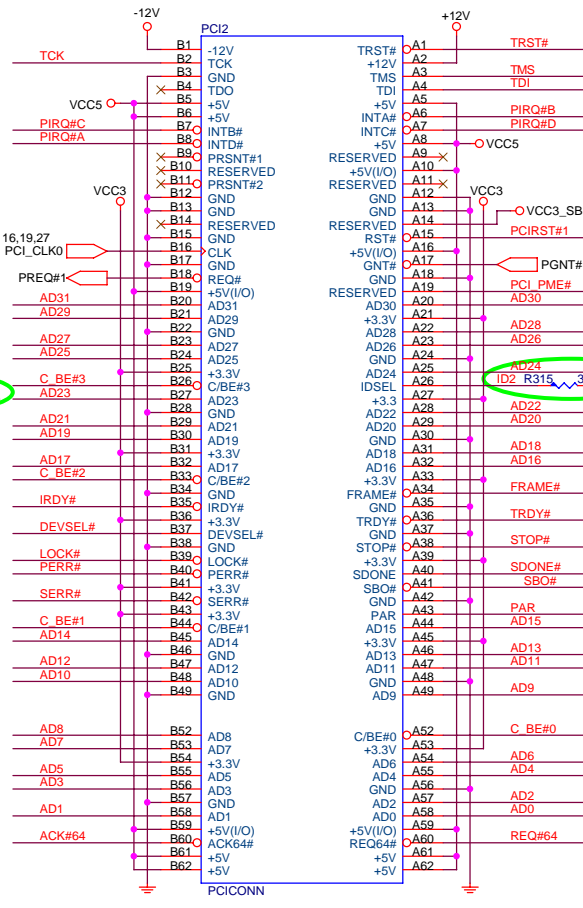 -12V +12V
PCI2
B1 -12V TRST# A1 TRST#
TCK B2 TCK +12V A2
B3 GND TMS A3 TMS
B4 TDO TDI A4 TDI
VCC5 B5 +5V +5V A5
B6 +5V INTA# A6 PIRQ#B
PIRQ#C B7 INTB# INTC# A7 PIRQ#D
PIRQ#A B8 INTD# +5V A8 VCC5
B9 PRSNT#1 RESERVED A9
B10 RESERVED +5V(I/O) A10
B11 PRSNT#2 RESERVED A11
VCC3 B12 GND GND A12 VCC3
B13 GND GND A13
B14 RESERVED RESERVED A14 VCC3_SB
16,19,27 B15 GND RST# A15 PCIRST#1
PCI_CLK0 B16 CLK +5V(I/O) A16
B17 GND GNT# A17 PGNT#
PREQ#1 B18 REQ# GND A18
B19 +5V(I/O) RESERVED A19 PCI_PME#
AD31 B20 AD31 AD30 A20 AD30
AD29 B21 AD29 +3.3V A21
B22 GND AD28 A22 AD28
AD27 B23 AD27 AD26 A23 AD26
AD25 B24 AD25 GND A24
B25 +3.3V AD24 A25 AD24
C_BE#3 B26 C/BE#3 IDSEL A26 ID2 R315 3
AD23 B27 AD23 +3.3 A27
B28 GND AD22 A28 AD22
AD21 B29 AD21 AD20 A29 AD20
AD19 B30 AD19 GND A30
B31 +3.3V AD18 A31 AD18
AD17 B32 AD17 AD16 A32 AD16
C_BE#2 B33 C/BE#2 +3.3V A33
B34 GND FRAME# A34 FRAME#
IRDY# B35 IRDY# GND A35
B36 +3.3V TRDY# A36 TRDY#
DEVSEL# B37 DEVSEL# GND A37
B38 GND STOP# A38 STOP#
LOCK# B39 LOCK# +3.3V A39
PERR# B40 PERR# SDONE A40 SDONE#
B41 +3.3V SBO# A41 SBO#
SERR# B42 SERR# GND A42
B43 +3.3V PAR A43 PAR
C_BE#1 B44 C/BE#1 AD15 A44 AD15
AD14 B45 AD14 +3.3V A45
B46 GND AD13 A46 AD13
AD12 B47 AD12 AD11 A47 AD11
AD10 B48 AD10 GND A48
B49 GND AD9 A49 AD9
AD8 B52 AD8 C/BE#0 A52 C_BE#0
AD7 B53 AD7 +3.3V A53
B54 +3.3V AD6 A54 AD6
AD5 B55 AD5 AD4 A55 AD4
AD3 B56 AD3 GND A56
B57 GND AD2 A57 AD2
AD1 B58 AD1 AD0 A58 AD0
B59 +5V(I/O) +5V(I/O) A59
ACK#64 B60 ACK64# REQ64# A60 REQ#64
B61 +5V +5V A61
B62 +5V +5V A62
PCICONN